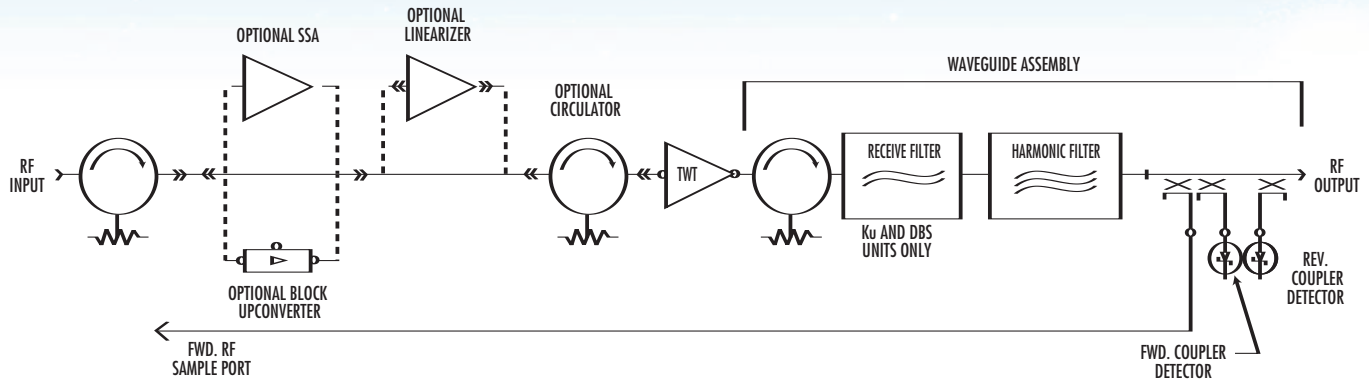 OPTIONAL
LINEARIZER
OPTIONAL SSA
WAVEGUIDE ASSEMBLY
OPTIONAL
CIRCULATOR
RF
INPUT
TWT
RECEIVE FILTER
HARMONIC FILTER
RF
OUTPUT
Ku AND DBS
UNITS ONLY
REV.
COUPLER
DETECTOR
OPTIONAL BLOCK
UPCONVERTER
FWD. RF
SAMPLE PORT
FWD. COUPLER
DETECTOR